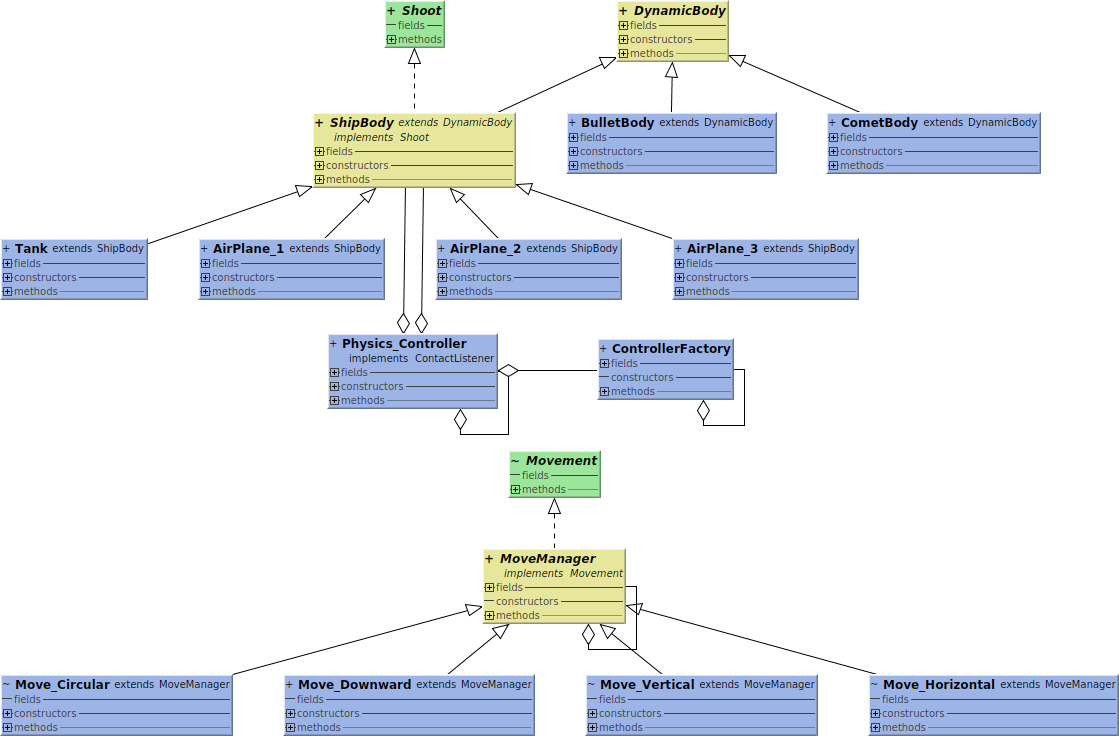 + Shoot
fields
methods
+ DynamicBody
fields
constructors
methods
+ ShipBody extends DynamicBody
implements Shoot
fields
constructors
methods
+ BulletBody extends DynamicBody
fields
constructors
methods
+ CometBody extends DynamicBody
fields
constructors
methods
+ Tank extends ShipBody
fields
constructors
methods
+ AirPlane_1 extends ShipBody
fields
constructors
methods
+ AirPlane_2 extends ShipBody
fields
constructors
methods
+ AirPlane_3 extends ShipBody
fields
constructors
methods
+ Physics_Controller
implements ContactListener
fields
constructors
methods
+ ControllerFactory
fields
constructors
methods
~ Movement
fields
methods
+ MoveManager
implements Movement
fields
constructors
methods
~ Move_Circular extends MoveManager
fields
constructors
methods
+ Move_Downward extends MoveManager
fields
constructors
methods
~ Move_Vertical extends MoveManager
fields
constructors
methods
~ Move_Horizontal extends MoveManager
fields
constructors
methods